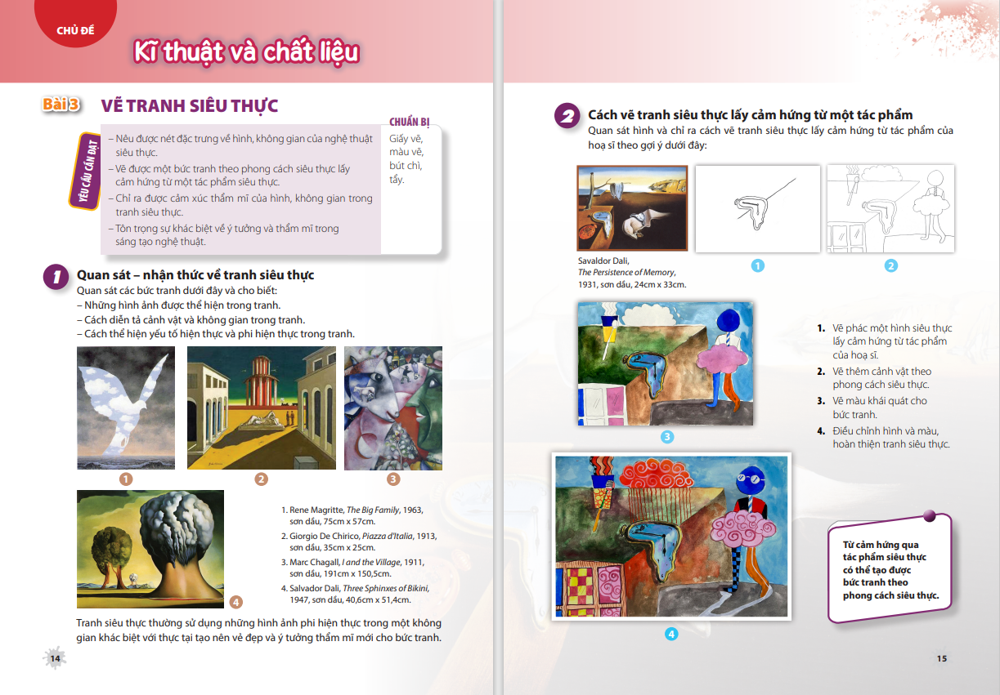 CHỦ ĐỀ
Kĩ thuật và chất liệu
Bài 3
VẼ TRANH SIÊU THỰC
YÊU CẦU CẦN ĐẠT
– Nêu được nét đặc trưng về hình, không gian của nghệ thuật
siêu thực.
– Vẽ được một bức tranh theo phong cách siêu thực lấy
cảm hứng từ một tác phẩm siêu thực.
– Chỉ ra được cảm xúc thẩm mĩ của hình, không gian trong
tranh siêu thực.
– Tôn trọng sự khác biệt về ý tưởng và thẩm mĩ trong
sáng tạo nghệ thuật.
CHUẨN BỊ
Giấy vẽ,
màu vẽ,
bút chì,
tẩy.
1
Quan sát – nhận thức về tranh siêu thực
Quan sát các bức tranh dưới đây và cho biết:
– Những hình ảnh được thể hiện trong tranh.
– Cách diễn tả cảnh vật và không gian trong tranh.
– Cách thể hiện yếu tố hiện thực và phi hiện thực trong tranh.
1
2
3
4
1. Rene Magritte, The Big Family, 1963,
sơn dầu, 75cm x 57cm.
2. Giorgio De Chirico, Piazza d'Italia, 1913,
sơn dầu, 35cm x 25cm.
3. Marc Chagall, I and the Village, 1911,
sơn dầu, 191cm x 150,5cm.
4. Salvador Dali, Three Sphinxes of Bikini,
1947, sơn dầu, 40,6cm x 51,4cm.
Tranh siêu thực thường sử dụng những hình ảnh phi hiện thực trong một không
gian khác biệt với thực tại tạo nên vẻ đẹp và ý tưởng thẩm mĩ mới cho bức tranh.
14
2
Cách vẽ tranh siêu thực lấy cảm hứng từ một tác phẩm
Quan sát hình và chỉ ra cách vẽ tranh siêu thực lấy cảm hứng từ tác phẩm của
hoạ sĩ theo gợi ý dưới đây:
Savaldor Dali,
The Persistence of Memory,
1931, sơn dầu, 24cm x 33cm.
1
2
3
1. Vẽ phác một hình siêu thực
lấy cảm hứng từ tác phẩm
của hoạ sĩ.
2. Vẽ thêm cảnh vật theo
phong cách siêu thực.
3. Vẽ màu khái quát cho
bức tranh.
4. Điều chỉnh hình và màu,
hoàn thiện tranh siêu thực.
4
Từ cảm hứng qua
tác phẩm siêu thực
có thể tạo được
bức tranh theo
phong cách siêu thực.
15